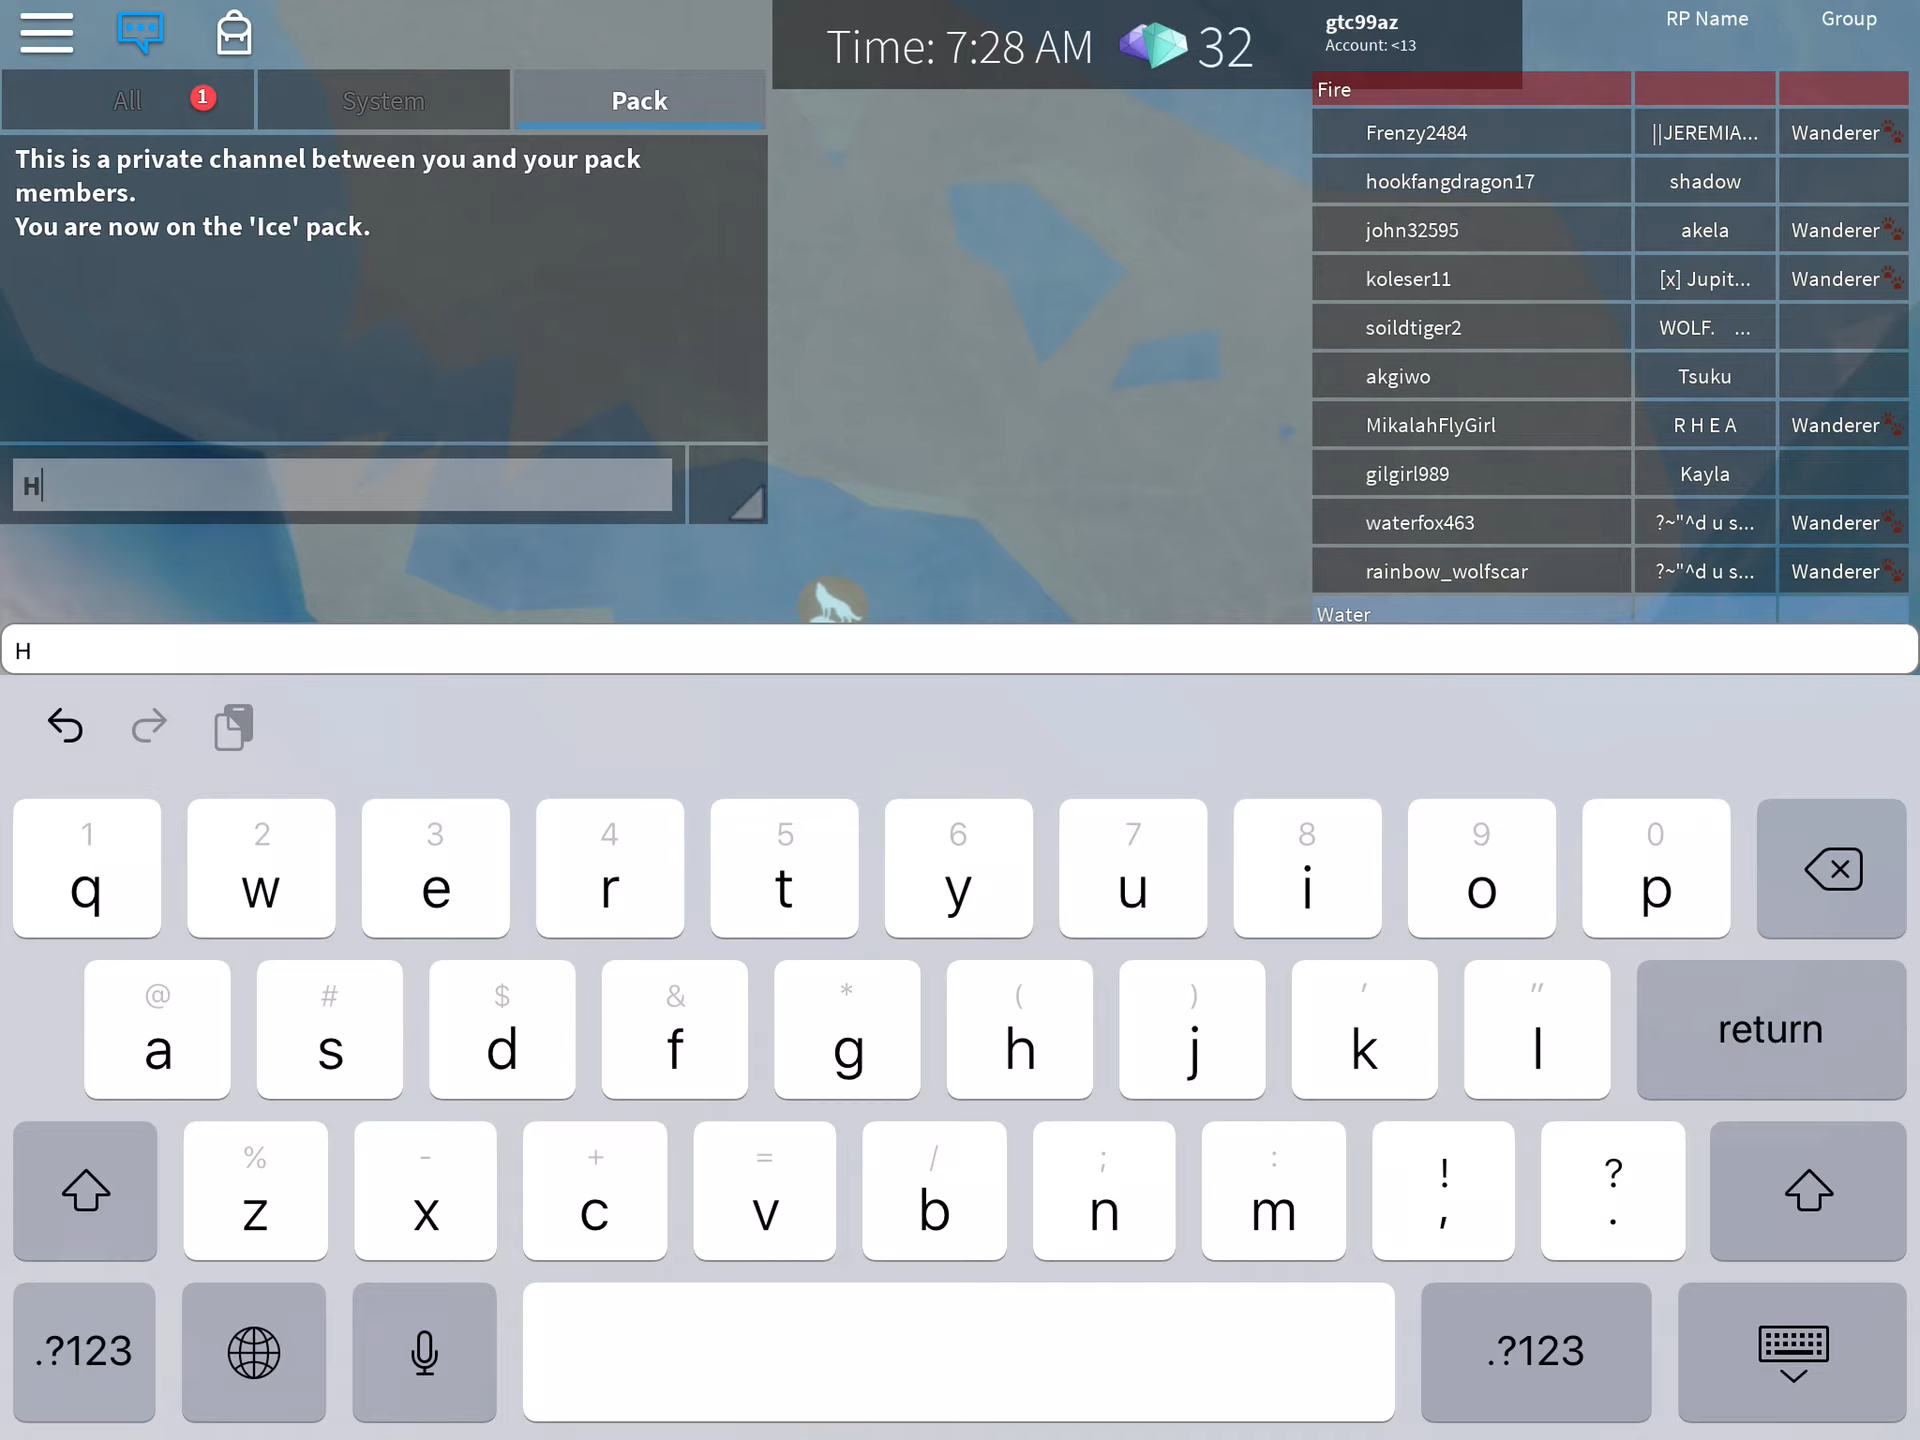 Time: 7:28 AM 32
gtc99az
Account: <13
RP Name Group
All 1 System Pack
This is a private channel between you and your pack
members.
You are now on the 'Ice' pack.
H
Fire
Frenzy2484 ||JEREMIA... Wanderer
hookfangdragon17 shadow
john32595 akela Wanderer
koleser11 [x] Jupit... Wanderer
soildtiger2 WOLF. ...
akgiwo Tsuku
MikalahFlyGirl R H E A Wanderer
gilgirl989 Kayla
waterfox463 ?~"^d u s... Wanderer
rainbow_wolfscar ?~"^d u s... Wanderer
Water
H
1 2 3 4 5 6 7 8 9 0
q w e r t y u i o p
@ # $ & * ( ) ' "
a s d f g h j k l return
% - + = / ; : ! ?
z x c v b n m , .
.?123 .?123